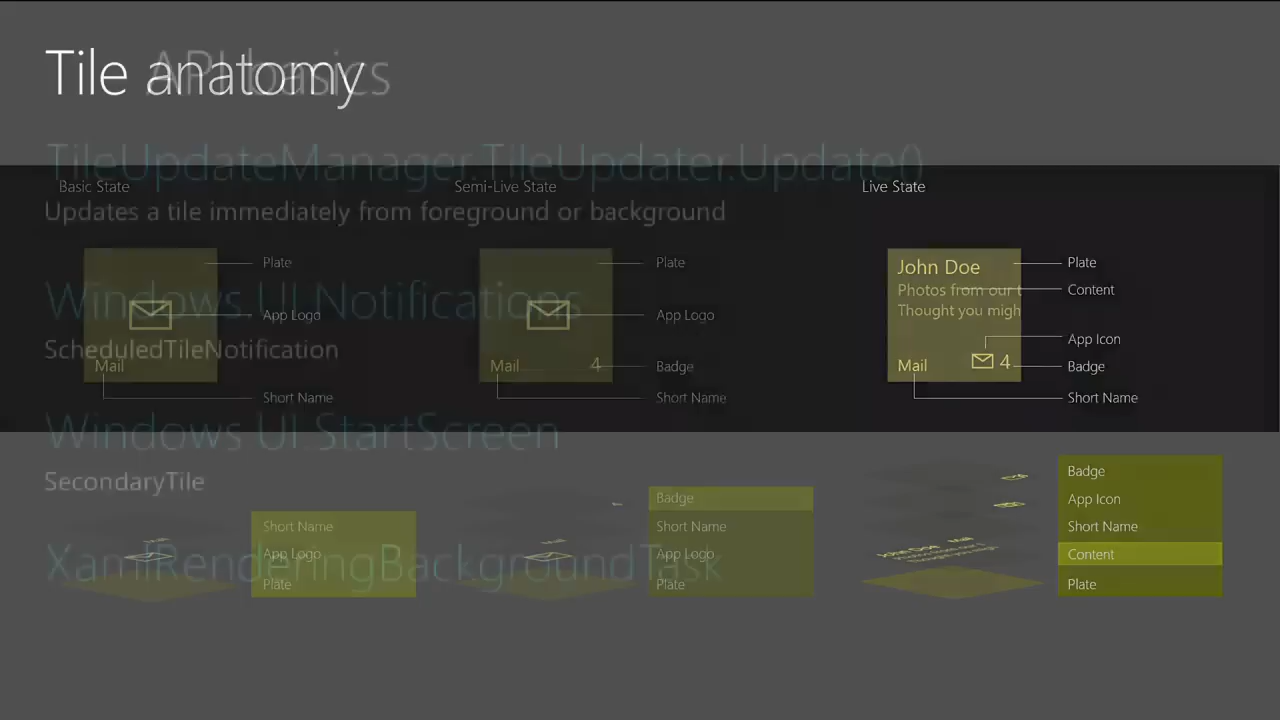 Tile anatomy
API basics
TileUpdateManager.TileUpdater.Update()
Basic State
Semi-Live State
Live State
Updates a tile immediately from foreground or background
Plate
App Logo
Mail
Short Name
Plate
App Logo
Mail
4
Badge
Short Name
John Doe
Photos from our t
Thought you migh
Mail
4
Plate
Content
App Icon
Badge
Short Name
Windows.UI.Notifications
ScheduledTileNotification
Windows.UI.StartScreen
SecondaryTile
XamlRenderingBackgroundTask
Short Name
App Logo
Plate
Badge
Short Name
App Logo
Plate
John Doe
Badge
App Icon
Short Name
Content
Plate